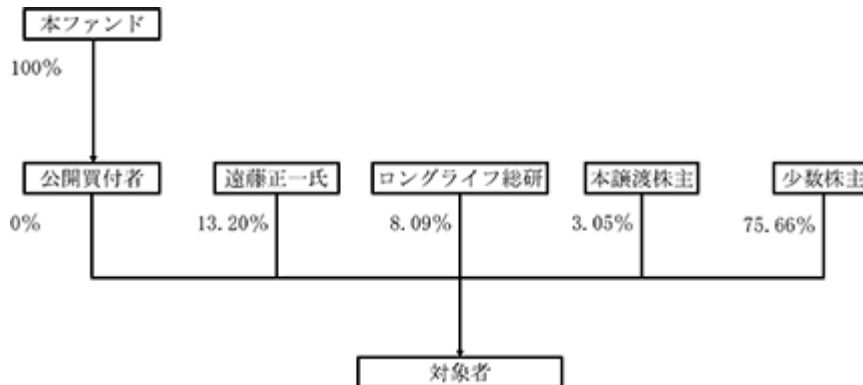 本ファンド
100%
公開買付者 遠藤正一氏 ロングライフ総研 本譲渡株主 少数株主
0% 13.20% 8.09% 3.05% 75.66%
対象者